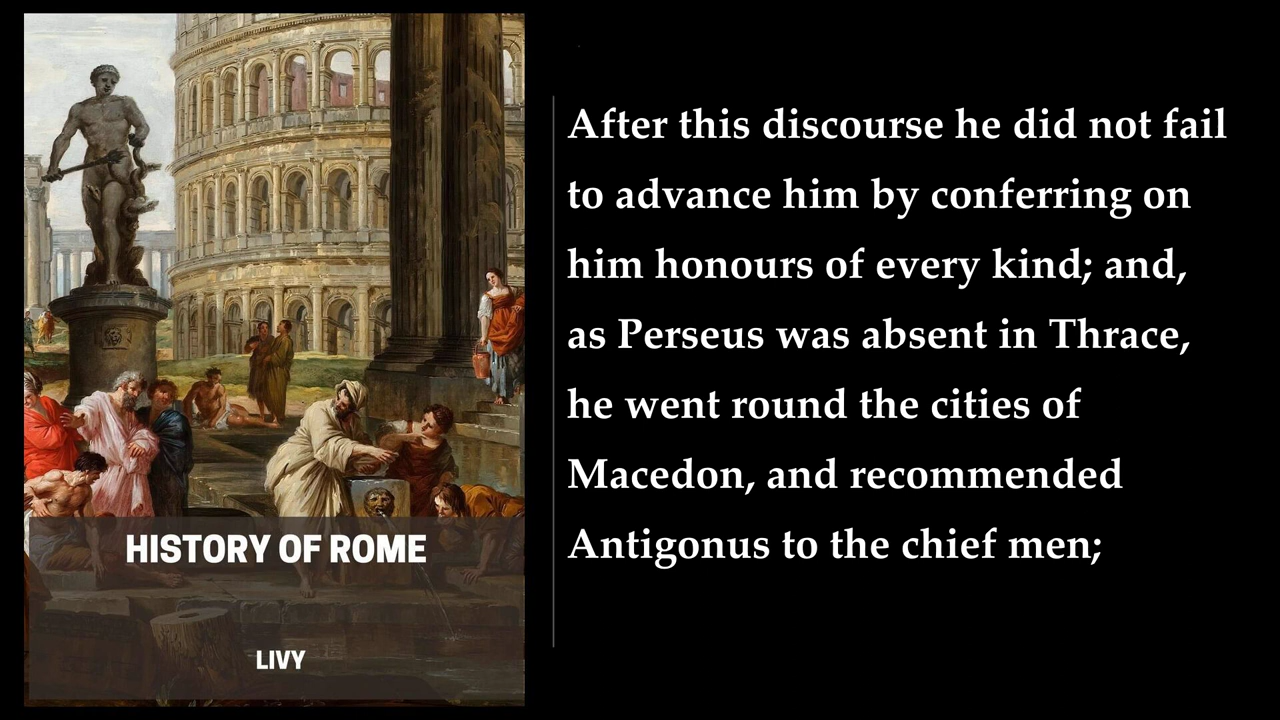 HISTORY OF ROME
LIVY
After this discourse he did not fail
to advance him by conferring on
him honours of every kind; and,
as Perseus was absent in Thrace,
he went round the cities of
Macedon, and recommended
Antigonus to the chief men;